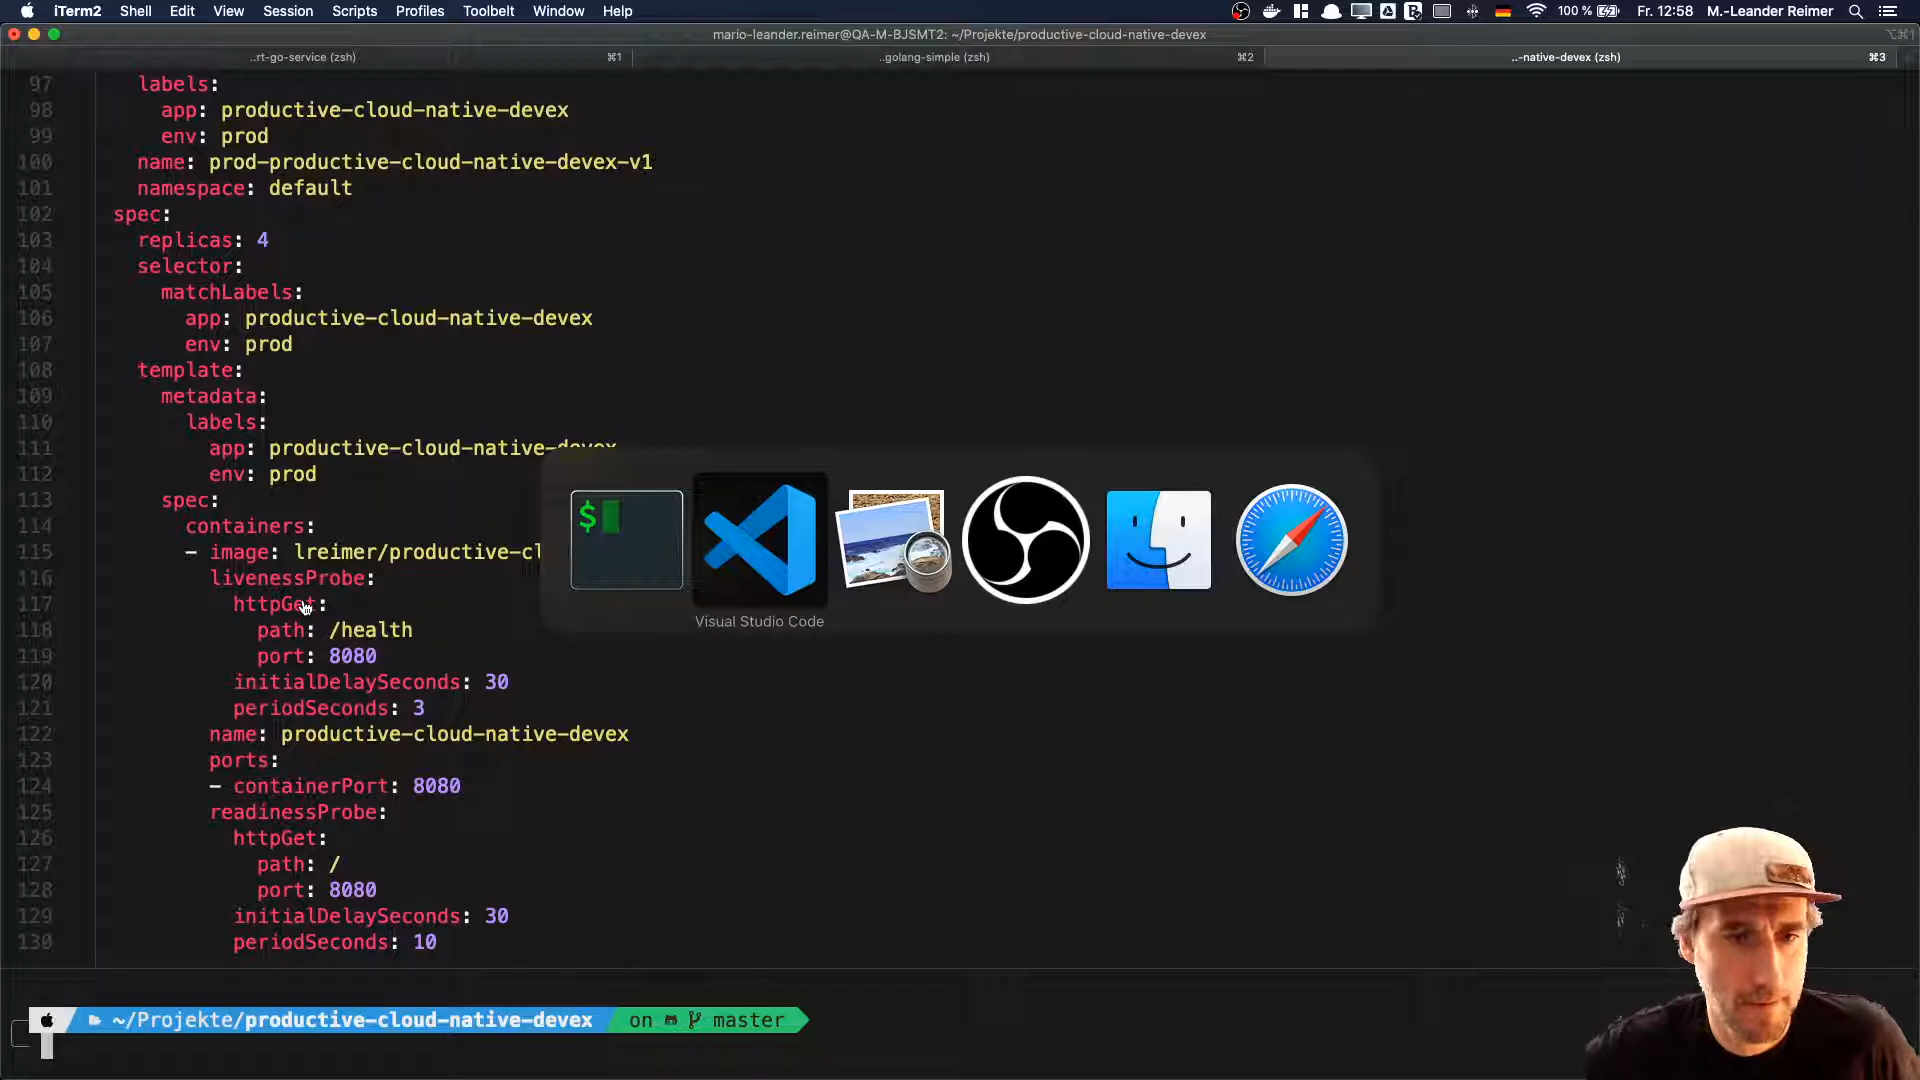 iTerm2 Shell Edit View Session Scripts Profiles Toolbelt Window Help 100 % Fr. 12:58 M.-Leander Reimer
mario-leander.reimer@QA-M-BJSMT2: ~/Projekte/productive-cloud-native-devex ⌥⌘1
..rt-go-service (zsh) ⌘1 ..golang-simple (zsh) ⌘2 ..-native-devex (zsh) ⌘3
97 labels:
98 app: productive-cloud-native-devex
99 env: prod
100 name: prod-productive-cloud-native-devex-v1
101 namespace: default
102 spec:
103 replicas: 4
104 selector:
105 matchLabels:
106 app: productive-cloud-native-devex
107 env: prod
108 template:
109 metadata:
110 labels:
111 app: productive-cloud-native-devex
112 env: prod
113 spec:
114 containers:
115 - image: lreimer/productive-cl
116 livenessProbe:
117 httpGet:
118 path: /health
119 port: 8080
120 initialDelaySeconds: 30
121 periodSeconds: 3
122 name: productive-cloud-native-devex
123 ports:
124 - containerPort: 8080
125 readinessProbe:
126 httpGet:
127 path: /
128 port: 8080
129 initialDelaySeconds: 30
130 periodSeconds: 10
$
Visual Studio Code
~/Projekte/productive-cloud-native-devex on master